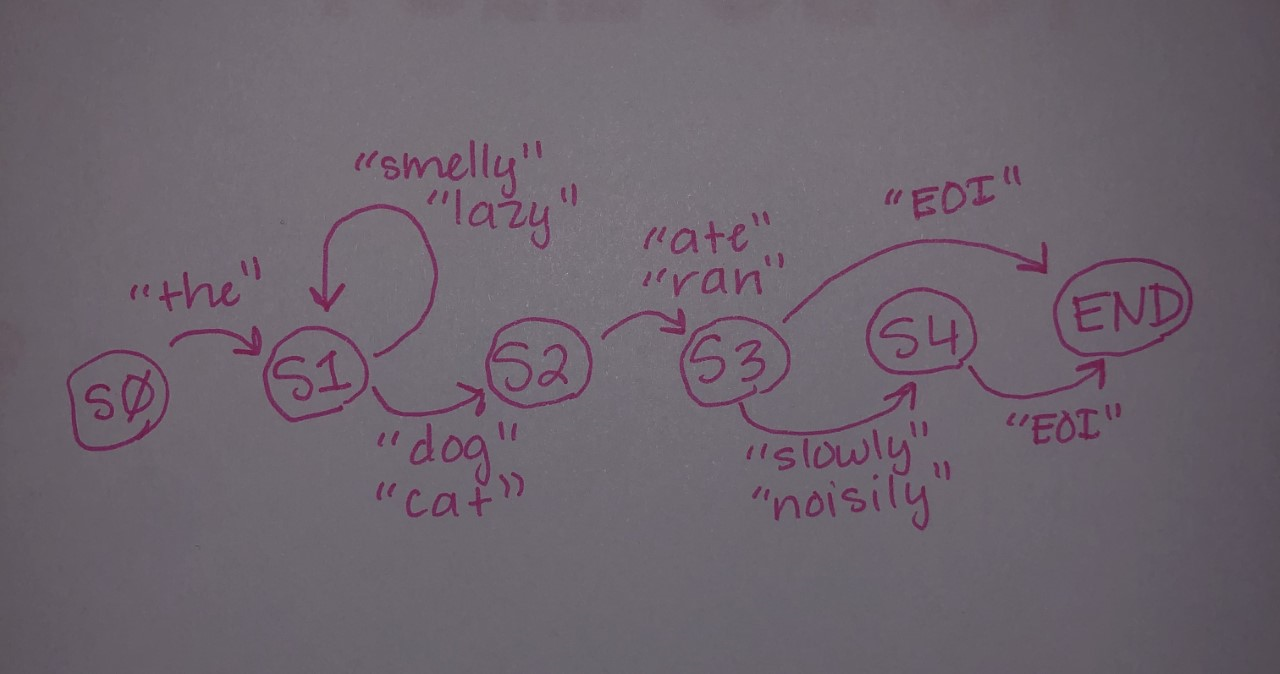 "smelly"
"lazy"
"the"
"ate"
"ran"
"EOI"
SØ
S1
S2
S3
S4
END
"dog"
"cat"
"slowly"
"noisily"
"EOI"